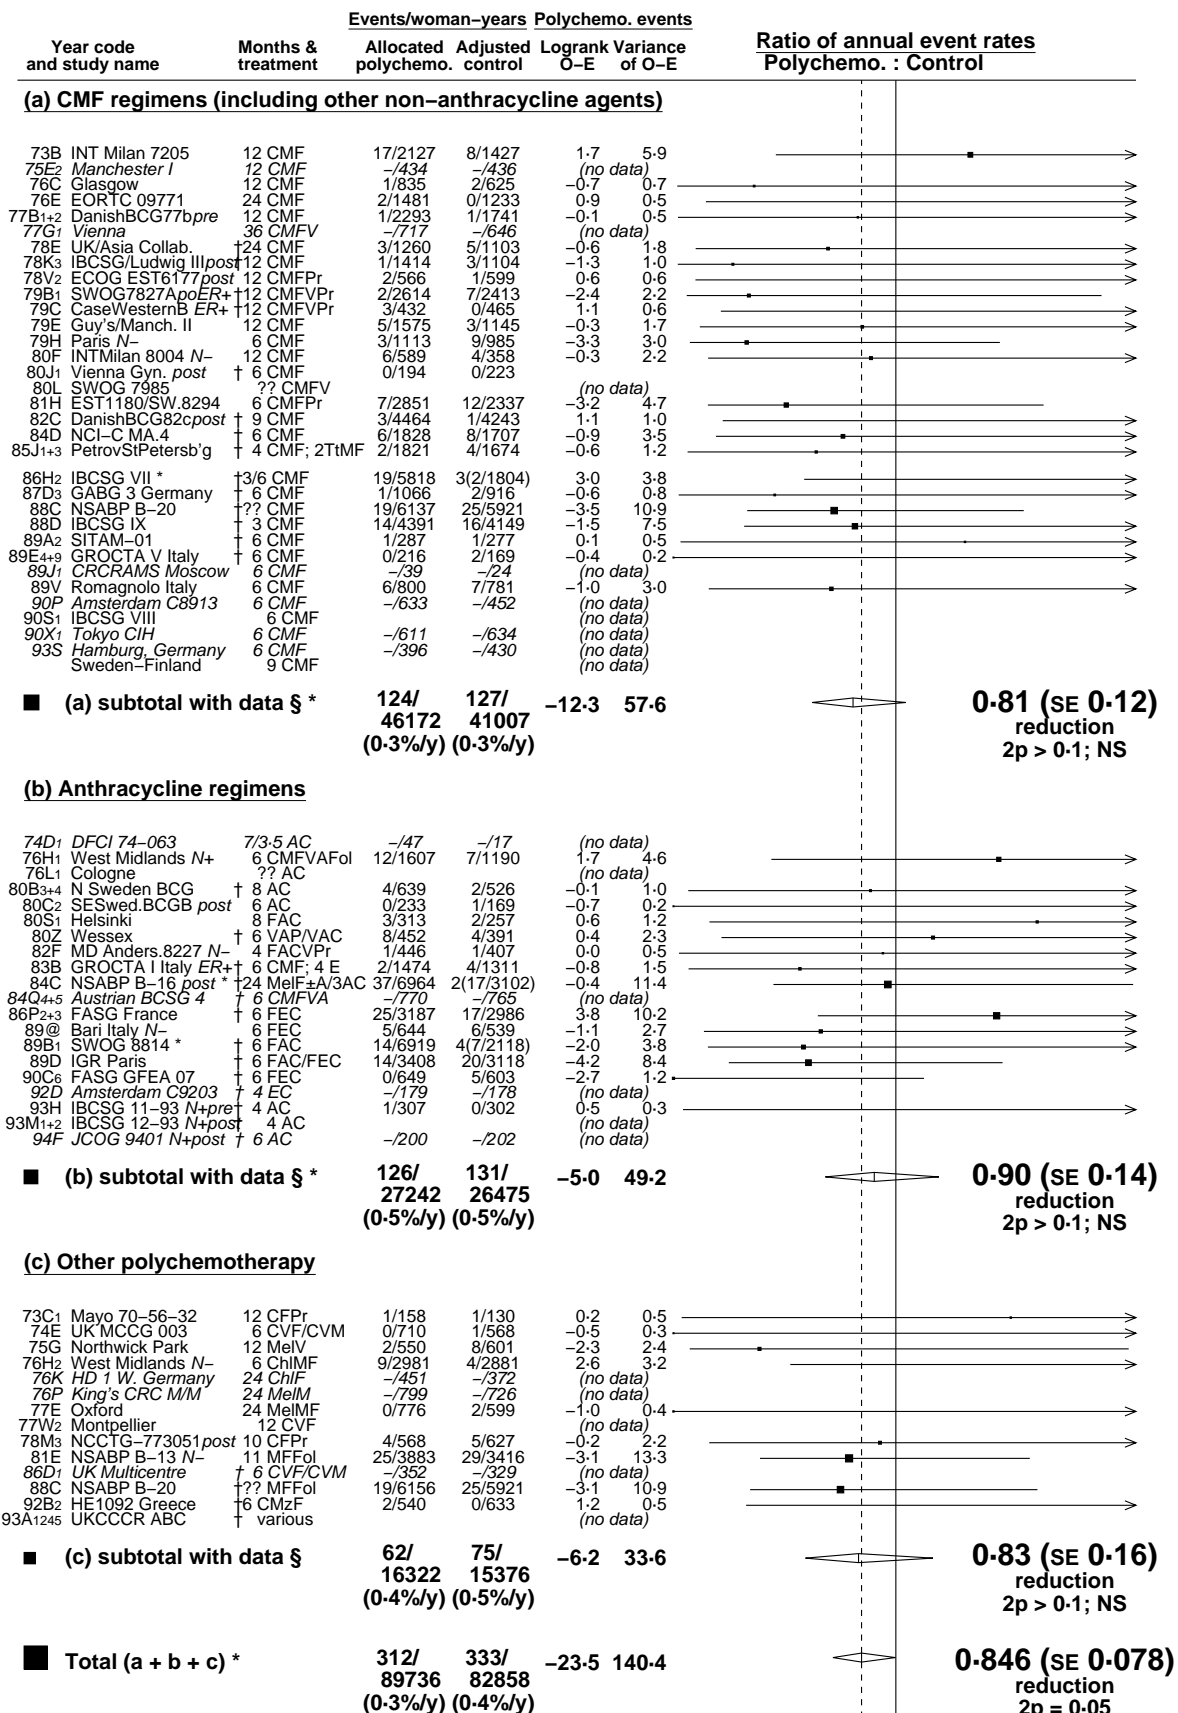 Events/woman–years Polychemo. events
Year code Months & Allocated Adjusted Logrank Variance Ratio of annual event rates
and study name treatment polychemo. control O–E of O–E Polychemo. : Control
(a) CMF regimens (including other non–anthracycline agents)
73B INT Milan 7205 12 CMF 17/2127 8/1427 1·7 5·9
75E2 Manchester I 12 CMF –/434 –/436 (no data)
76C Glasgow 12 CMF 1/835 2/625 –0·7 0·7
76E EORTC 09771 24 CMF 2/1481 0/1233 0·9 0·5
77B1+2 DanishBCG77bpre 12 CMF 1/2293 1/1741 –0·1 0·5
77G1 Vienna 36 CMFV –/717 –/646 (no data)
78E UK/Asia Collab. †24 CMF 3/1260 5/1103 –0·6 1·8
78K3 IBCSG/Ludwig IIIpost †12 CMF 1/1414 3/1104 –1·3 1·0
78V2 ECOG EST6177post 12 CMFPr 2/566 1/599 0·6 0·6
79B1 SWOG7827ApoER+ †12 CMFVPr 2/2614 7/2413 –2·4 2·2
79C CaseWesternB ER+ †12 CMFVPr 3/432 0/465 1·1 0·6
79E Guy's/Manch. II 12 CMF 5/1575 3/1145 –0·3 1·7
79H Paris N– 6 CMF 3/1113 9/985 –3·3 3·0
80F INTMilan 8004 N– 12 CMF 6/589 4/358 –0·3 2·2
80J1 Vienna Gyn. post † 6 CMF 0/194 0/223
80L SWOG 7985 ?? CMFV (no data)
81H EST1180/SW.8294 6 CMFPr 7/2851 12/2337 –3·2 4·7
82C DanishBCG82cpost † 9 CMF 3/4464 1/4243 1·1 1·0
84D NCI–C MA.4 † 6 CMF 6/1828 8/1707 –0·9 3·5
85J1+3 PetrovStPetersb'g † 4 CMF; 2TtMF 2/1821 4/1674 –0·6 1·2
86H2 IBCSG VII * †3/6 CMF 19/5818 3(2/1804) 3·0 3·8
87D3 GABG 3 Germany † 6 CMF 1/1066 2/916 –0·6 0·8
88C NSABP B–20 †?? CMF 19/6137 25/5921 –3·5 10·9
88D IBCSG IX † 3 CMF 14/4391 16/4149 –1·5 7·5
89A2 SITAM–01 † 6 CMF 1/287 1/277 0·1 0·5
89E4+9 GROCTA V Italy † 6 CMF 0/216 2/169 –0·4 0·2
89J1 CRCRAMS Moscow 6 CMF –/39 –/24 (no data)
89V Romagnolo Italy 6 CMF 6/800 7/781 –1·0 3·0
90P Amsterdam C8913 6 CMF –/633 –/452 (no data)
90S1 IBCSG VIII 6 CMF (no data)
90X1 Tokyo CIH 6 CMF –/611 –/634 (no data)
93S Hamburg, Germany 6 CMF –/396 –/430 (no data)
Sweden–Finland 9 CMF (no data)
(a) subtotal with data § * 124/ 127/ –12·3 57·6 0·81 (SE 0·12)
46172 41007 reduction
(0·3%/y) (0·3%/y) 2p > 0·1; NS
(b) Anthracycline regimens
74D1 DFCI 74–063 7/3·5 AC –/47 –/17 (no data)
76H1 West Midlands N+ 6 CMFVAFol 12/1607 7/1190 1·7 4·6
76L1 Cologne ?? AC (no data)
80B3+4 N Sweden BCG † 8 AC 4/639 2/526 –0·1 1·0
80C2 SESwed.BCGB post 6 AC 0/233 1/169 –0·7 0·2
80S1 Helsinki 8 FAC 3/313 2/257 0·6 1·2
80Z Wessex † 6 VAP/VAC 8/452 4/391 0·4 2·3
82F MD Anders.8227 N– 4 FACVPr 1/446 1/407 0·0 0·5
83B GROCTA I Italy ER+ † 6 CMF; 4 E 2/1474 4/1311 –0·8 1·5
84C NSABP B–16 post * †24 MelF±A/3AC 37/6964 2(17/3102) –0·4 11·4
84Q4+5 Austrian BCSG 4 † 6 CMFVA –/770 –/765 (no data)
86P2+3 FASG France † 6 FEC 25/3187 17/2986 3·8 10·2
89@ Bari Italy N– 6 FEC 5/644 6/539 –1·1 2·7
89B1 SWOG 8814 * † 6 FAC 14/6919 4(7/2118) –2·0 3·8
89D IGR Paris † 6 FAC/FEC 14/3408 20/3118 –4·2 8·4
90C6 FASG GFEA 07 † 6 FEC 0/649 5/603 –2·7 1·2
92D Amsterdam C9203 † 4 EC –/179 –/178 (no data)
93H IBCSG 11–93 N+pre † 4 AC 1/307 0/302 0·5 0·3
93M1+2 IBCSG 12–93 N+post † 4 AC (no data)
94F JCOG 9401 N+post † 6 AC –/200 –/202 (no data)
(b) subtotal with data § * 126/ 131/ –5·0 49·2 0·90 (SE 0·14)
27242 26475 reduction
(0·5%/y) (0·5%/y) 2p > 0·1; NS
(c) Other polychemotherapy
73C1 Mayo 70–56–32 12 CFPr 1/158 1/130 0·2 0·5
74E UK MCCG 003 6 CVF/CVM 0/710 1/568 –0·5 0·3
75G Northwick Park 12 MelV 2/550 8/601 –2·3 2·4
76H2 West Midlands N– 6 ChlMF 9/2981 4/2881 2·6 3·2
76K HD 1 W. Germany 24 ChlF –/451 –/372 (no data)
76P King's CRC M/M 24 MelM –/799 –/726 (no data)
77E Oxford 24 MelMF 0/776 2/599 –1·0 0·4
77W2 Montpellier 12 CVF (no data)
78M3 NCCTG–773051post 10 CFPr 4/568 5/627 –0·2 2·2
81E NSABP B–13 N– 11 MFFol 25/3883 29/3416 –3·1 13·3
86D1 UK Multicentre † 6 CVF/CVM –/352 –/329 (no data)
88C NSABP B–20 †?? MFFol 19/6156 25/5921 –3·1 10·9
92B2 HE1092 Greece †6 CMzF 2/540 0/633 1·2 0·5
93A1245 UKCCCR ABC † various (no data)
(c) subtotal with data § 62/ 75/ –6·2 33·6 0·83 (SE 0·16)
16322 15376 reduction
(0·4%/y) (0·5%/y) 2p > 0·1; NS
Total (a + b + c) * 312/ 333/ –23·5 140·4 0·846 (SE 0·078)
89736 82858 reduction
(0·3%/y) (0·4%/y) 2p = 0·05